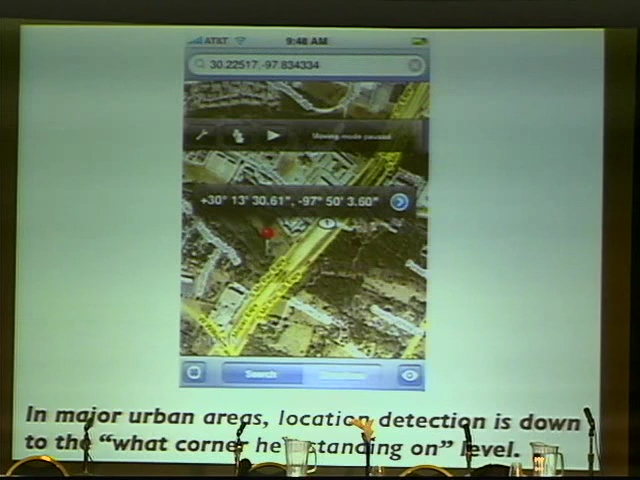 AT&T 9:48 AM
30.22517,-97.834334
Moving mode paused
+30° 13' 30.61", -97° 50' 3.60"
Search
In major urban areas, location detection is down
to the “what corner he's standing on” level.